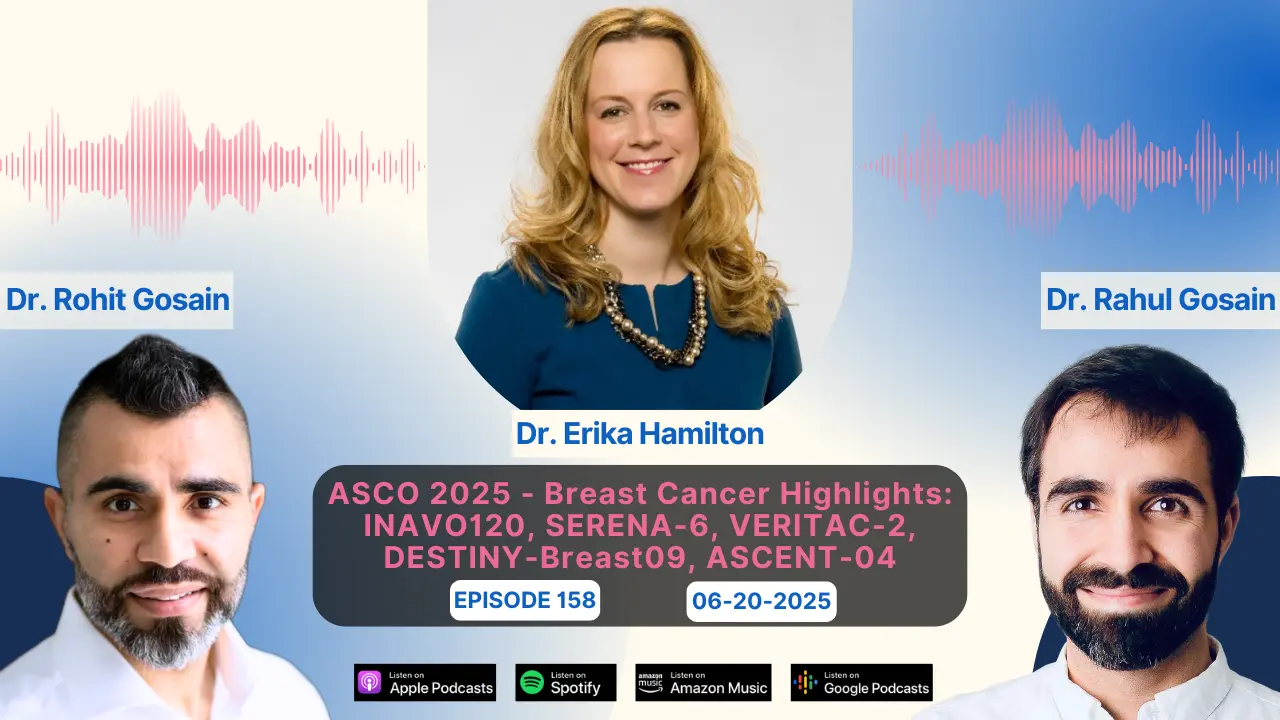 Dr. Rohit Gosain
Dr. Rahul Gosain
Dr. Erika Hamilton
ASCO 2025 - Breast Cancer Highlights:
INAVO120, SERENA-6, VERITAC-2,
DESTINY-Breast09, ASCENT-04
EPISODE 158
06-20-2025
Listen on
Apple Podcasts
Listen on
Spotify
amazon
music
Listen on
Amazon Music
Listen on
Google Podcasts